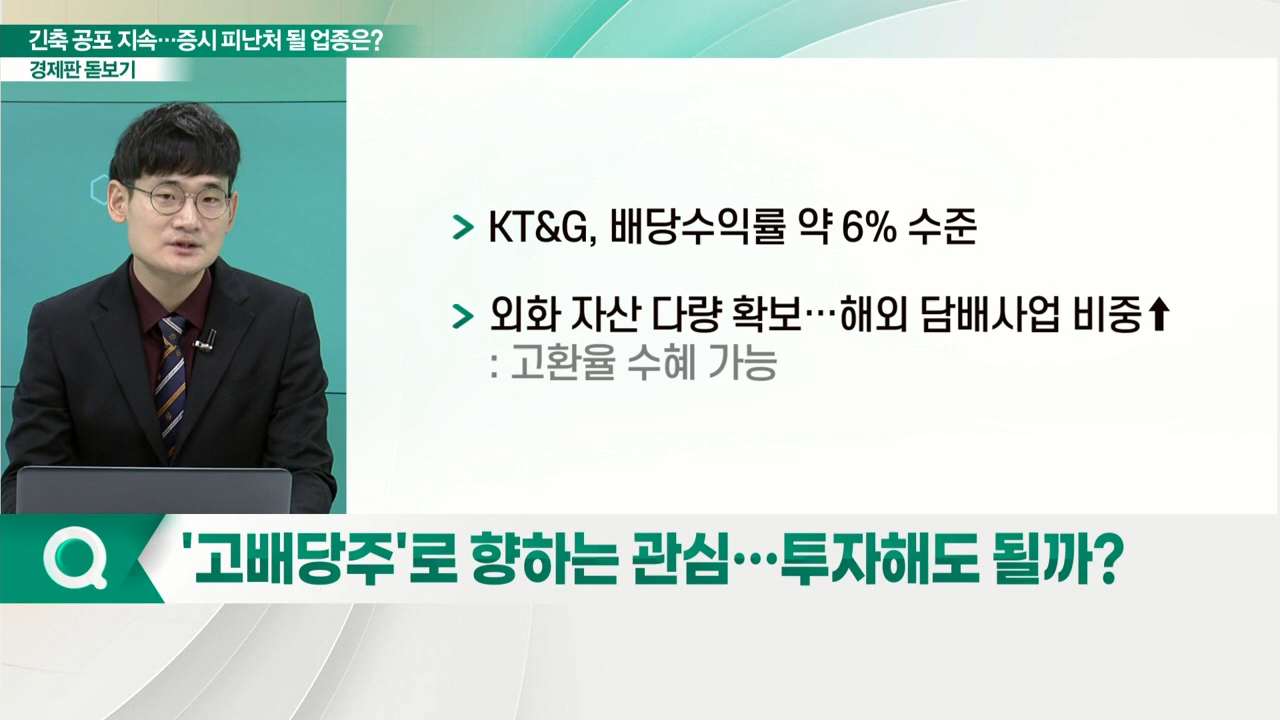 긴축 공포 지속…증시 피난처 될 업종은?
경제판 돋보기
> KT&G, 배당수익률 약 6% 수준
> 외화 자산 다량 확보…해외 담배사업 비중⬆
: 고환율 수혜 가능
Q '고배당주'로 향하는 관심…투자해도 될까?